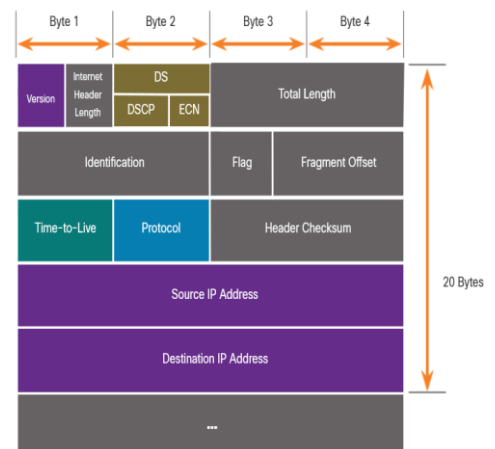 Byte 1 Byte 2 Byte 3 Byte 4
Version
Internet
Header
Length
DS
DSCP ECN
Total Length
Identification Flag Fragment Offset
Time-to-Live Protocol Header Checksum
Source IP Address
20 Bytes
Destination IP Address
...